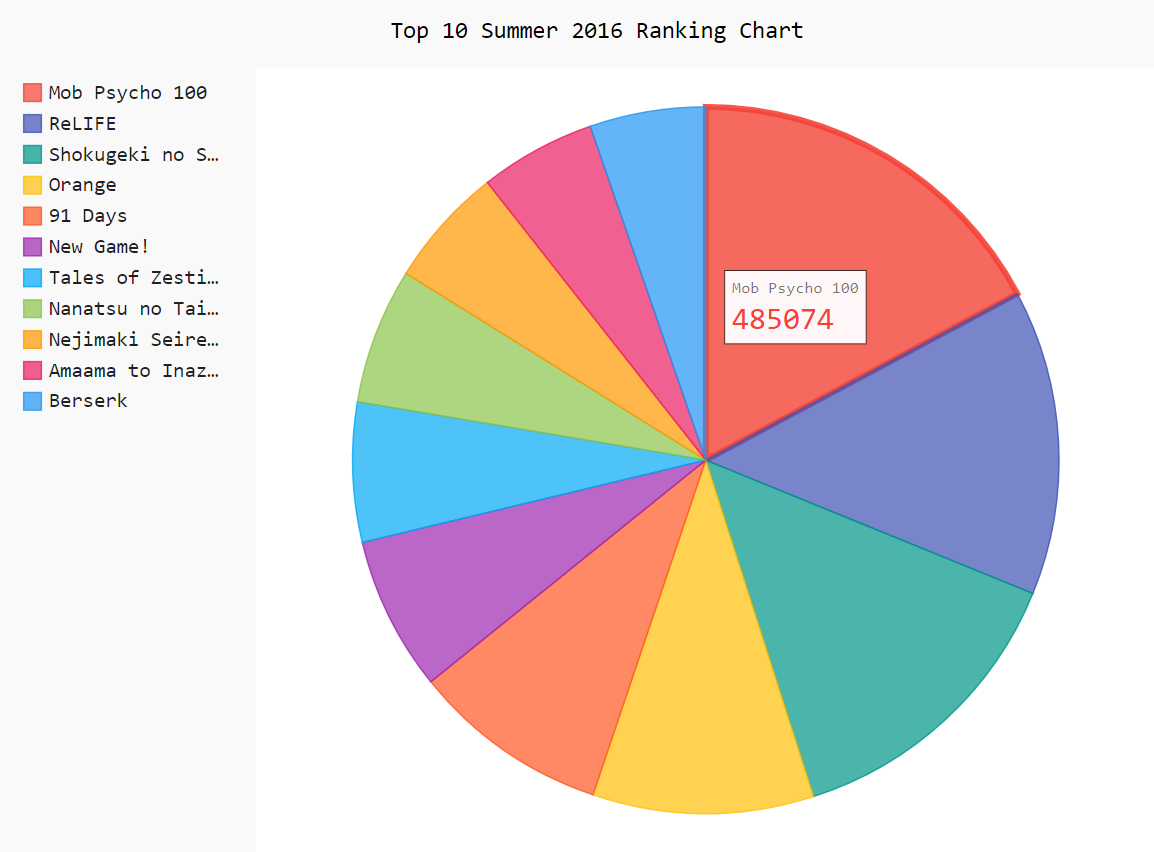 Top 10 Summer 2016 Ranking Chart
Mob Psycho 100
ReLIFE
Shokugeki no S…
Orange
91 Days
New Game!
Tales of Zesti…
Nanatsu no Tai…
Nejimaki Seire…
Amaama to Inaz…
Berserk
Mob Psycho 100
485074